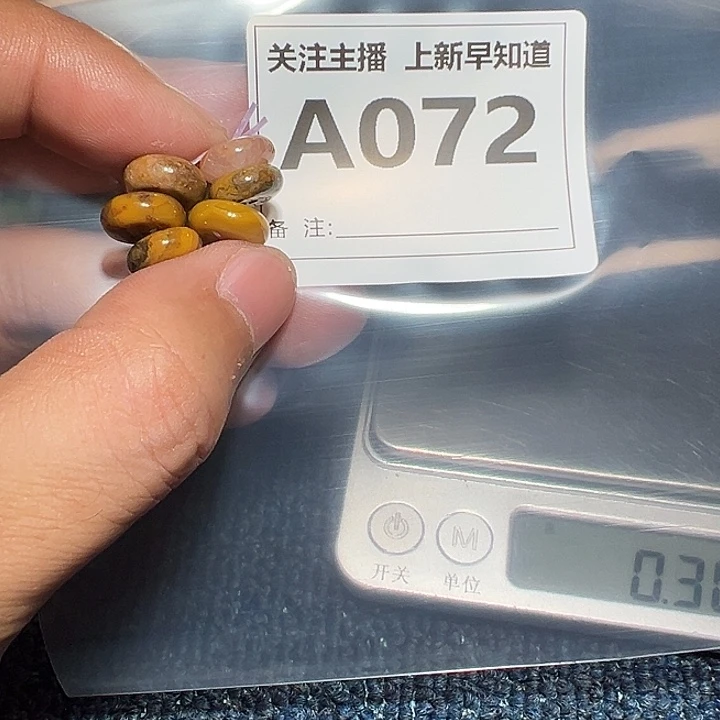 关注主播 上新早知道
A072
备 注:
M
开关 单位
0.3